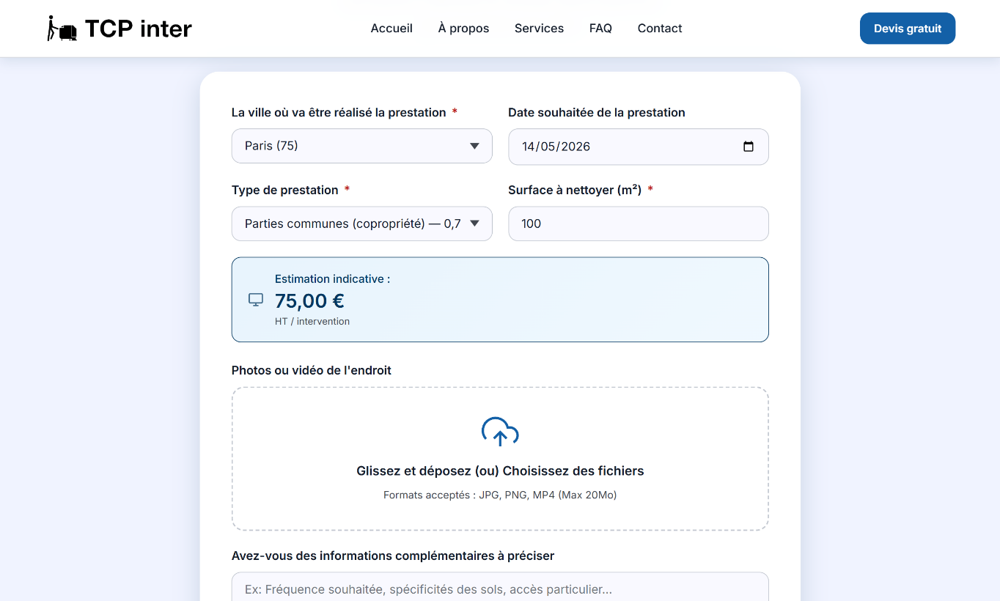 TCP inter
Accueil
À propos
Services
FAQ
Contact
Devis gratuit
La ville où va être réalisé la prestation *
Date souhaitée de la prestation
Paris (75)
14/05/2026
Type de prestation *
Surface à nettoyer (m²) *
Parties communes (copropriété) — 0,7
100
Estimation indicative :
75,00 €
HT / intervention
Photos ou vidéo de l'endroit
Glissez et déposez (ou) Choisissez des fichiers
Formats acceptés : JPG, PNG, MP4 (Max 20Mo)
Avez-vous des informations complémentaires à préciser
Ex: Fréquence souhaitée, spécificités des sols, accès particulier...